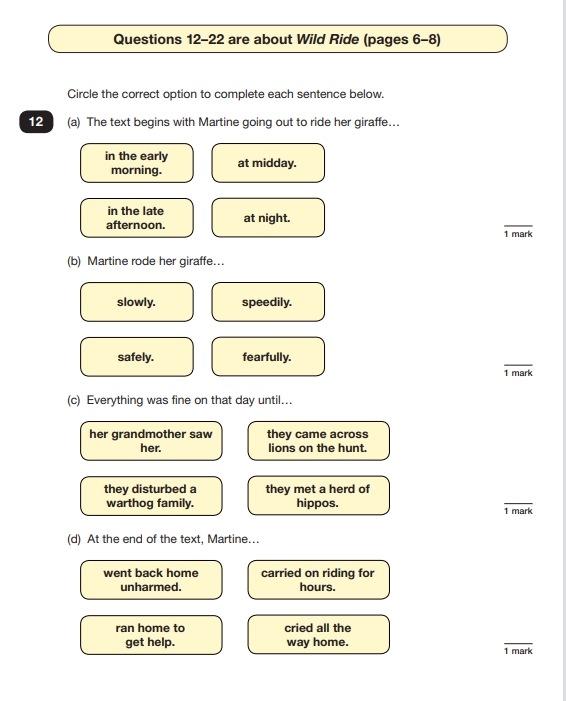 Questions 12–22 are about Wild Ride (pages 6–8)
Circle the correct option to complete each sentence below.
12
(a) The text begins with Martine going out to ride her giraffe…
in the early
morning.
at midday.
in the late
afternoon.
at night.
1 mark
(b) Martine rode her giraffe…
slowly.
speedily.
safely.
fearfully.
1 mark
(c) Everything was fine on that day until…
her grandmother saw
her.
they came across
lions on the hunt.
they disturbed a
warthog family.
they met a herd of
hippos.
1 mark
(d) At the end of the text, Martine…
went back home
unharmed.
carried on riding for
hours.
ran home to
get help.
cried all the
way home.
1 mark